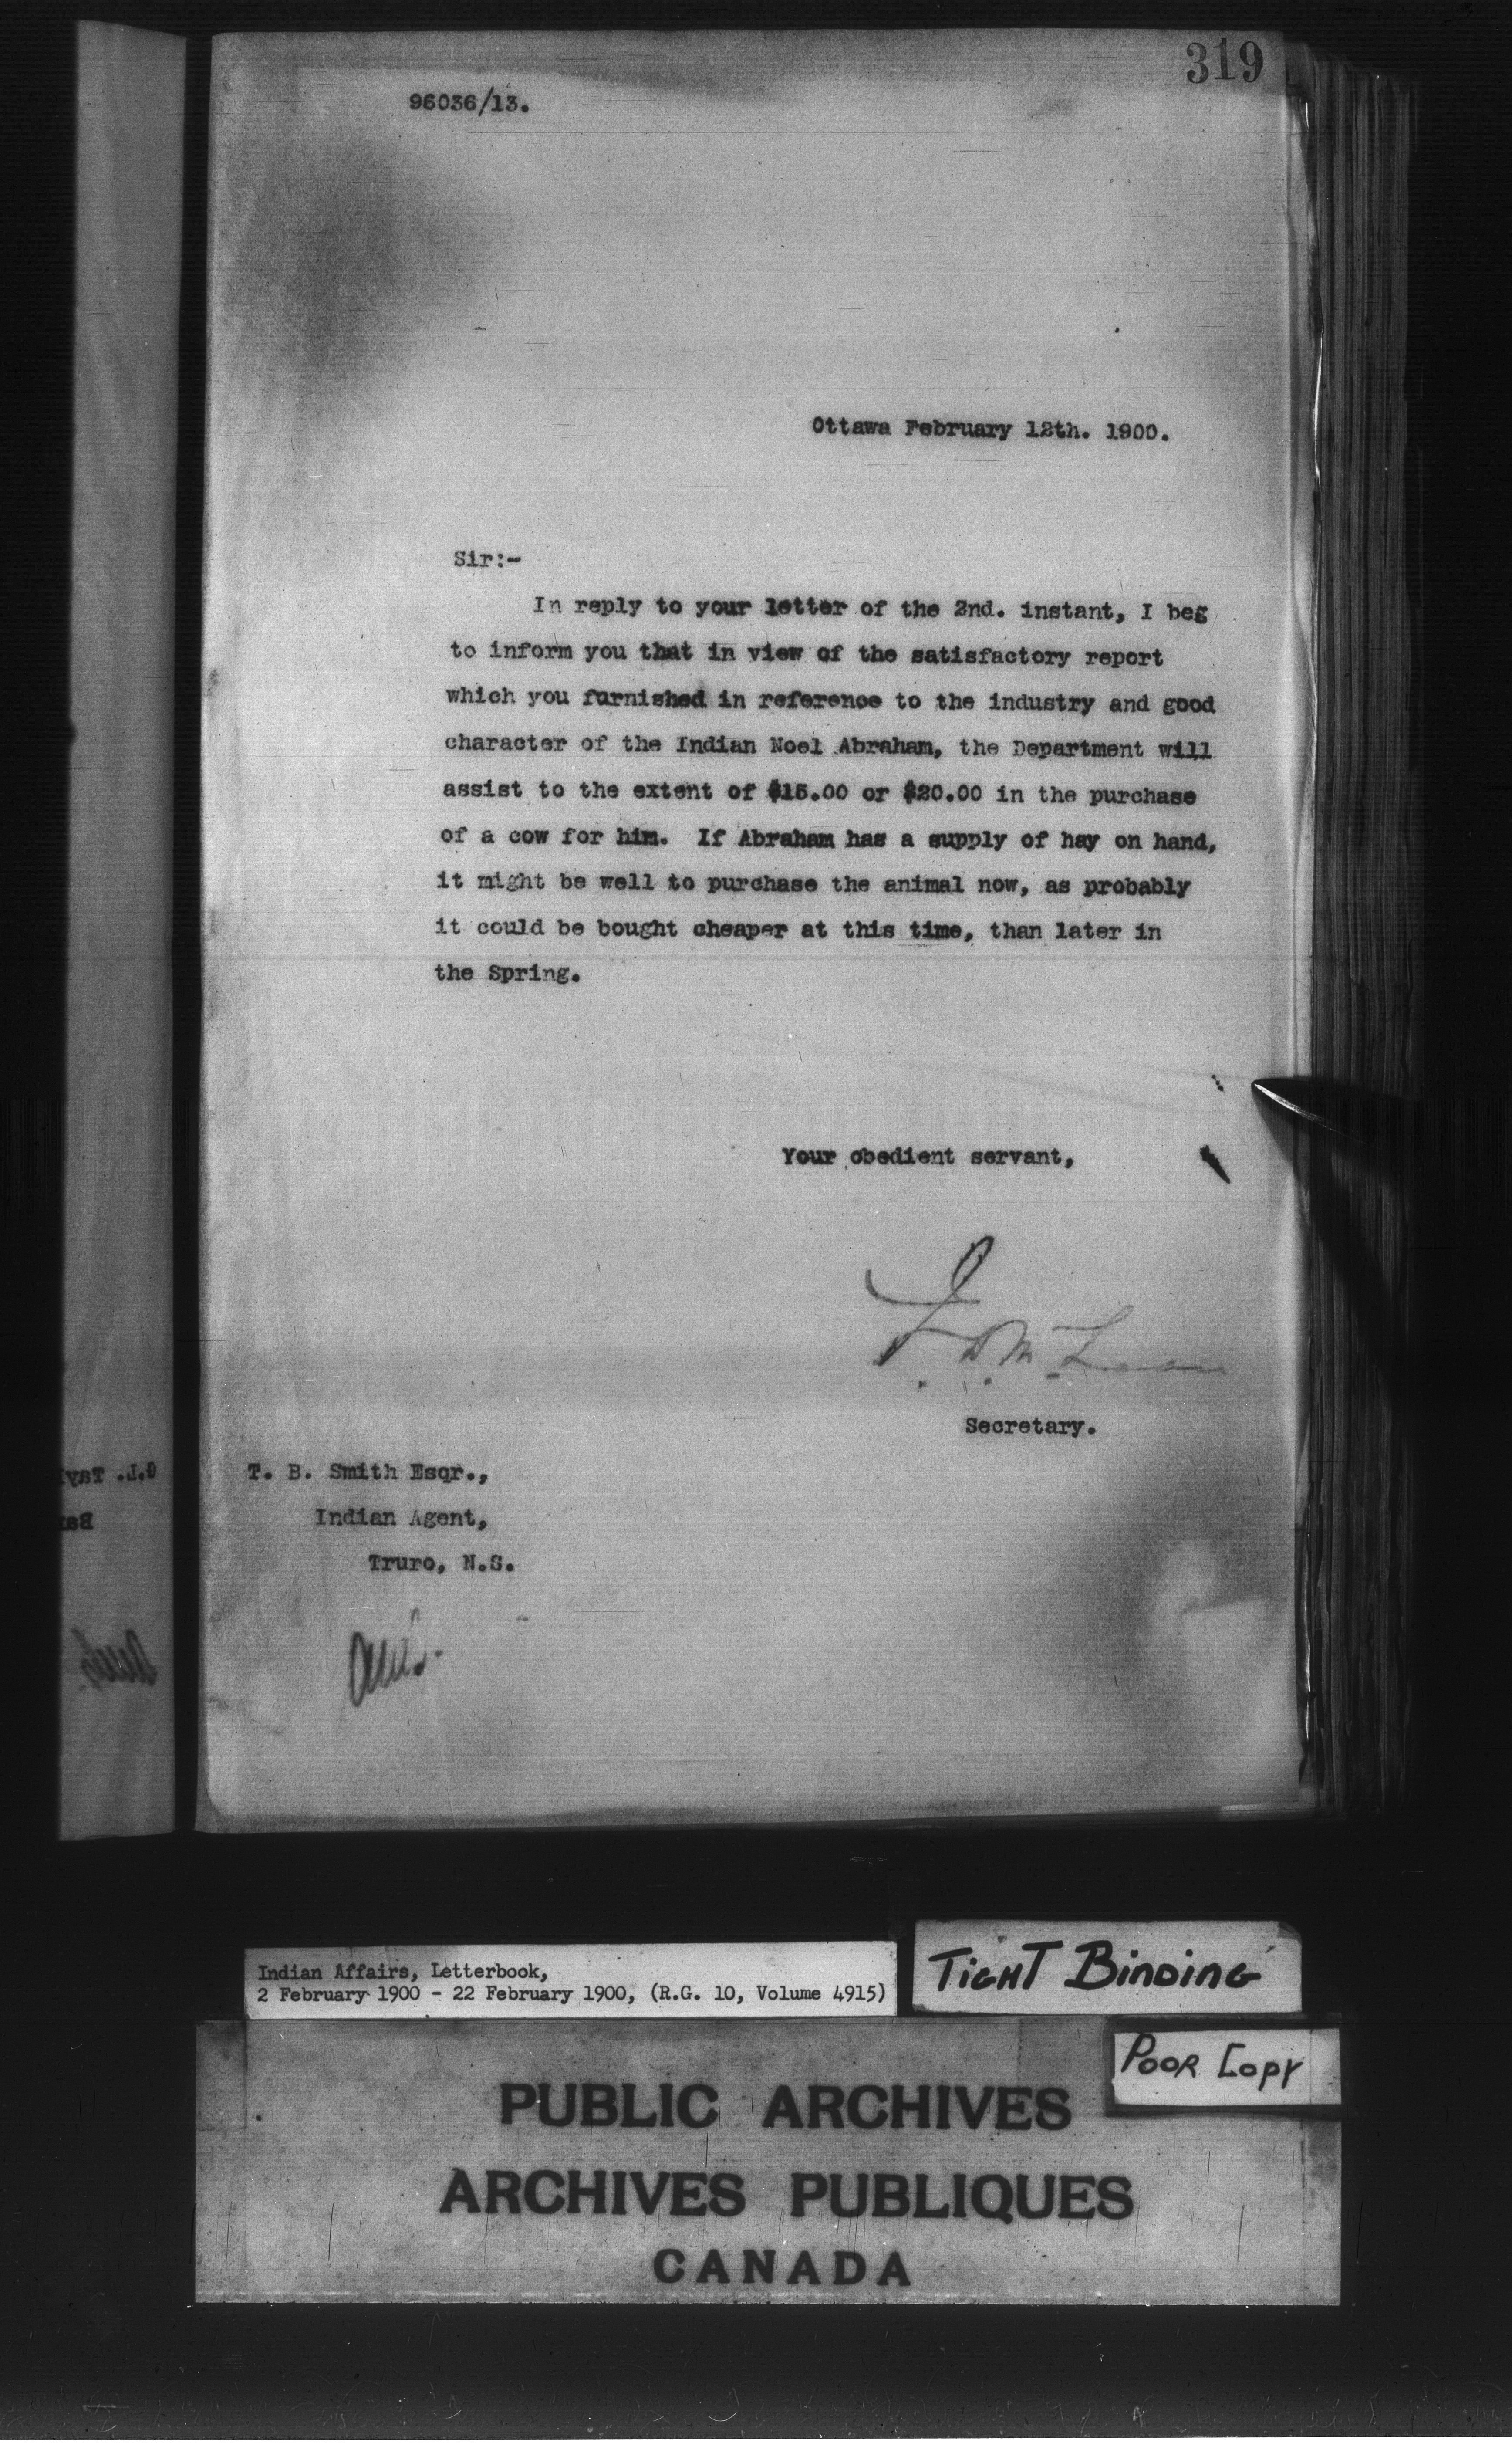 319
96036/13.
Ottawa February 12th. 1900.
Sir:-
In reply to your letter of the 2nd. instant, I beg
to inform you that in view of the satisfactory report
which you furnished in reference to the industry and good
character of the Indian Noel Abraham, the Department will
assist to the extent of $15.00 or $20.00 in the purchase
of a cow for him. If Abraham has a supply of hay on hand,
it might be well to purchase the animal now, as probably
it could be bought cheaper at this time, than later in
the Spring.
Your obedient servant,
J. D. McLean
Secretary.
T. B. Smith Esqr.,
Indian Agent,
Truro, N.S.
Indian Affairs, Letterbook,
2 February 1900 - 22 February 1900, (R.G. 10, Volume 4915)
TIGHT BINDING
POOR COPY
PUBLIC ARCHIVES
ARCHIVES PUBLIQUES
CANADA